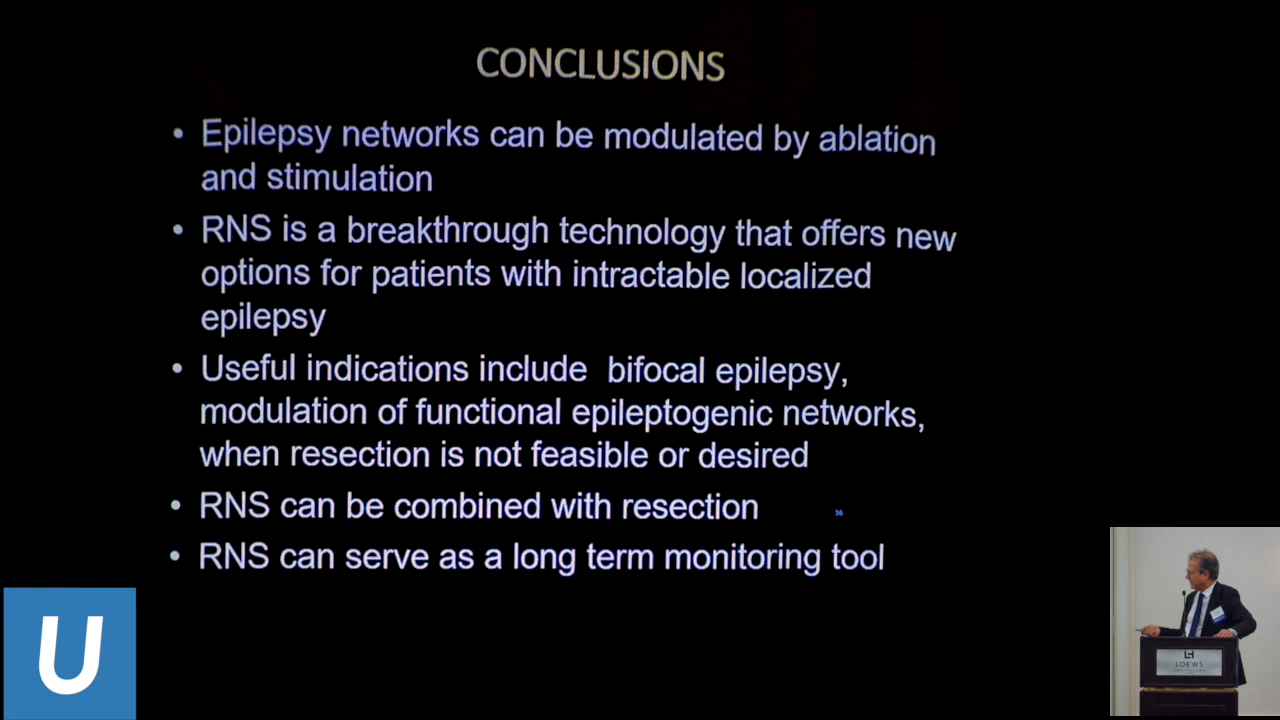 CONCLUSIONS
• Epilepsy networks can be modulated by ablation
and stimulation
• RNS is a breakthrough technology that offers new
options for patients with intractable localized
epilepsy
• Useful indications include bifocal epilepsy,
modulation of functional epileptogenic networks,
when resection is not feasible or desired
• RNS can be combined with resection
36
• RNS can serve as a long term monitoring tool
U
LOEWS